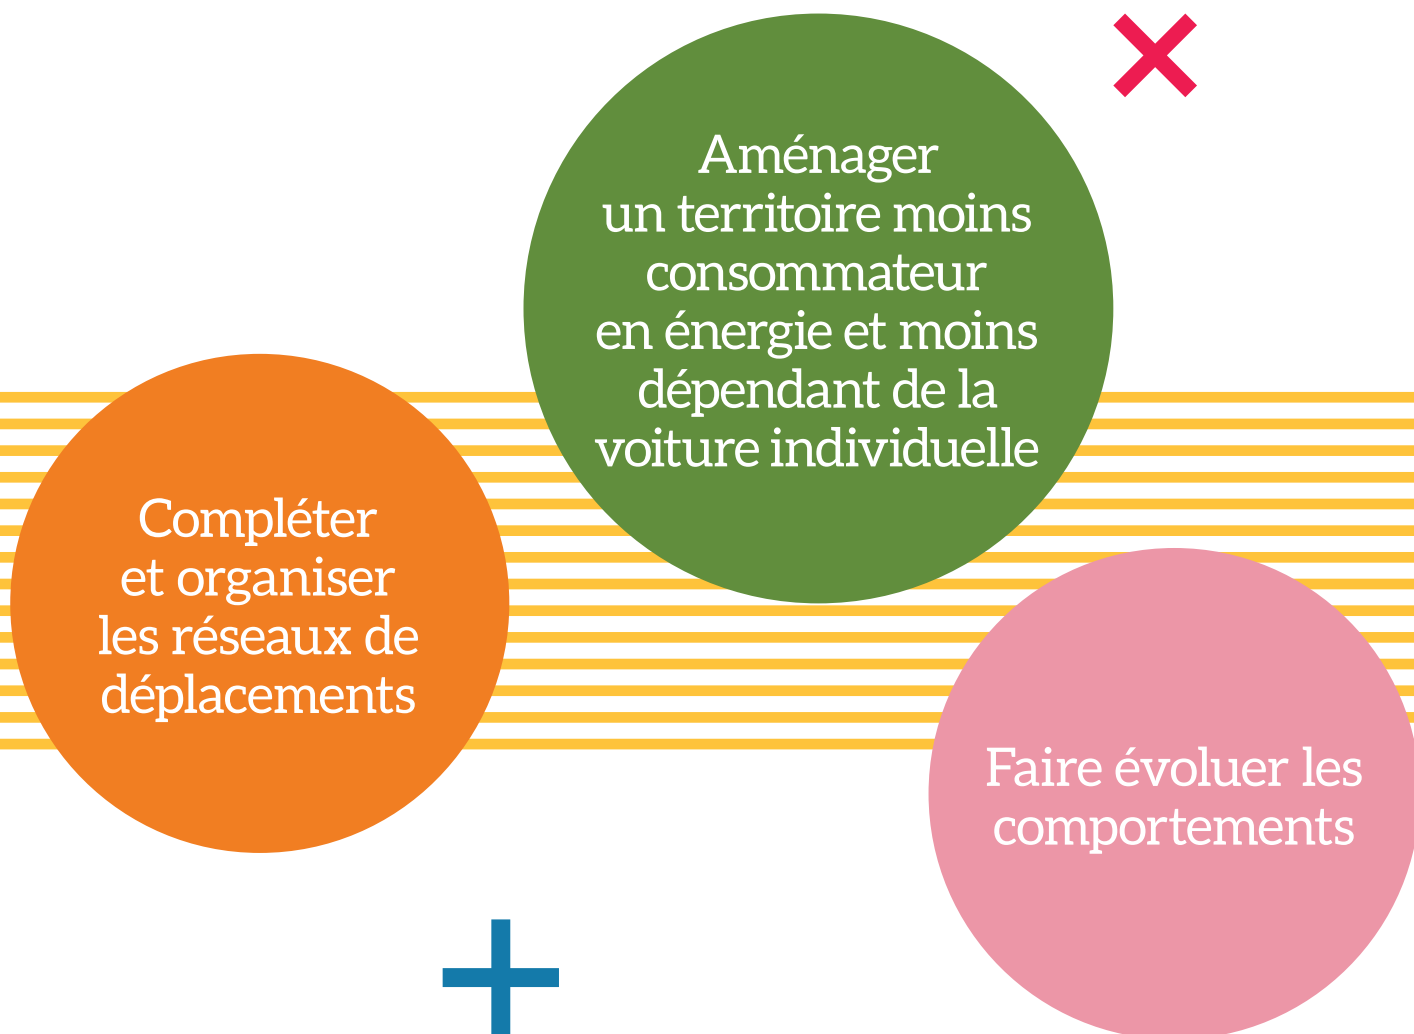 Aménager
un territoire moins
consommateur
en énergie et moins
dépendant de la
voiture individuelle
Compléter
et organiser
les réseaux de
déplacements
Faire évoluer les
comportements